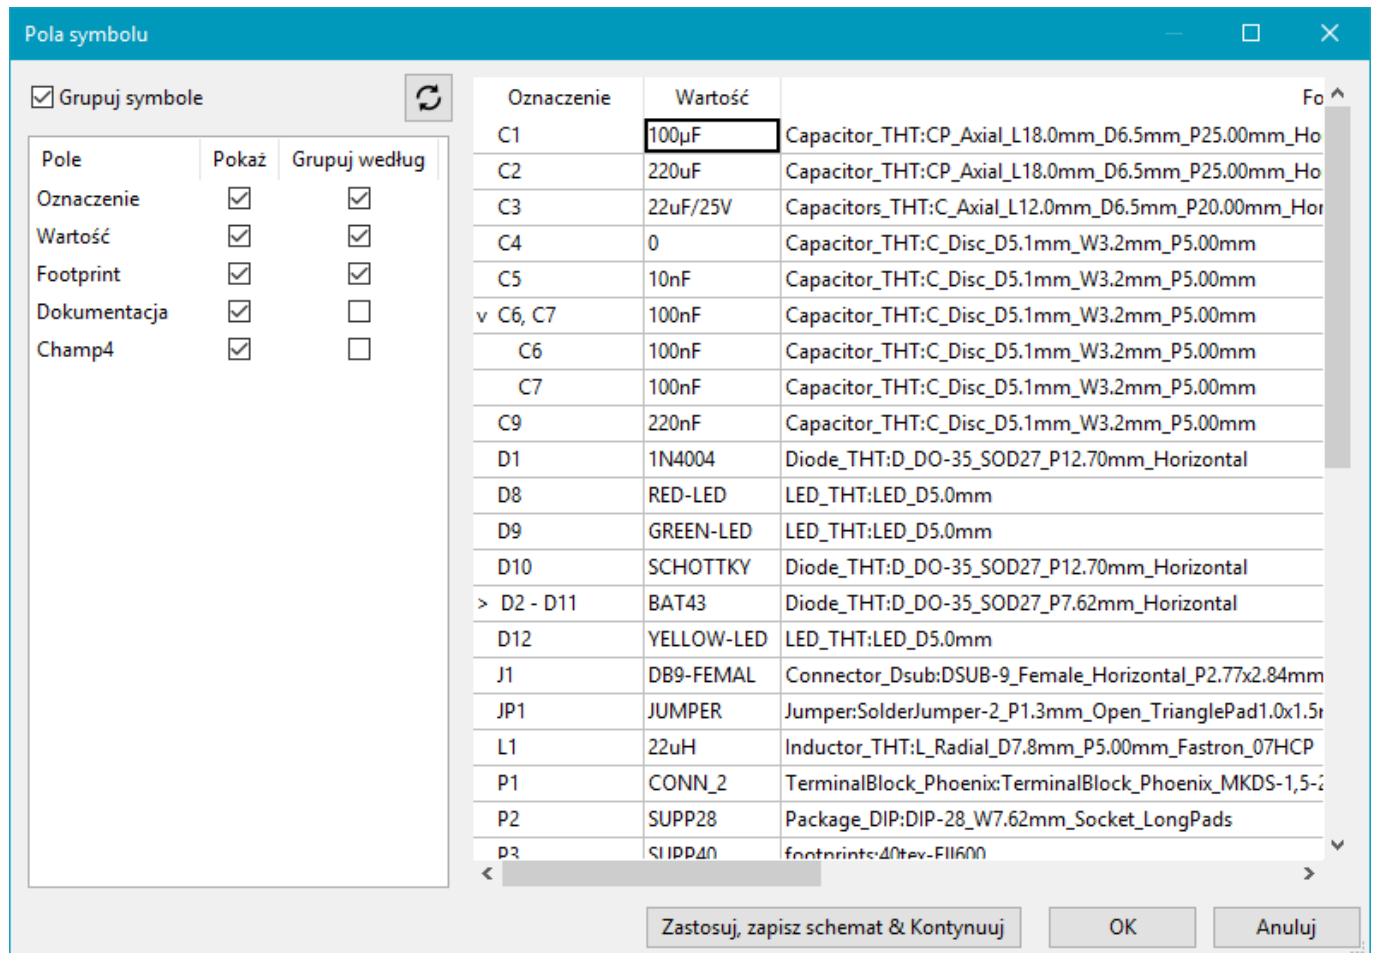 Pola symbolu
Grupuj symbole
Pole Pokaż Grupuj według
Oznaczenie
Wartość
Footprint
Dokumentacja
Champ4
Oznaczenie Wartość Fo
C1 100µF Capacitor_THT:CP_Axial_L18.0mm_D6.5mm_P25.00mm_Ho
C2 220uF Capacitor_THT:CP_Axial_L18.0mm_D6.5mm_P25.00mm_Ho
C3 22uF/25V Capacitors_THT:C_Axial_L12.0mm_D6.5mm_P20.00mm_Hor
C4 0 Capacitor_THT:C_Disc_D5.1mm_W3.2mm_P5.00mm
C5 10nF Capacitor_THT:C_Disc_D5.1mm_W3.2mm_P5.00mm
v C6, C7 100nF Capacitor_THT:C_Disc_D5.1mm_W3.2mm_P5.00mm
C6 100nF Capacitor_THT:C_Disc_D5.1mm_W3.2mm_P5.00mm
C7 100nF Capacitor_THT:C_Disc_D5.1mm_W3.2mm_P5.00mm
C9 220nF Capacitor_THT:C_Disc_D5.1mm_W3.2mm_P5.00mm
D1 1N4004 Diode_THT:D_DO-35_SOD27_P12.70mm_Horizontal
D8 RED-LED LED_THT:LED_D5.0mm
D9 GREEN-LED LED_THT:LED_D5.0mm
D10 SCHOTTKY Diode_THT:D_DO-35_SOD27_P12.70mm_Horizontal
> D2 - D11 BAT43 Diode_THT:D_DO-35_SOD27_P7.62mm_Horizontal
D12 YELLOW-LED LED_THT:LED_D5.0mm
J1 DB9-FEMAL Connector_Dsub:DSUB-9_Female_Horizontal_P2.77x2.84mm
JP1 JUMPER Jumper:SolderJumper-2_P1.3mm_Open_TrianglePad1.0x1.5
L1 22uH Inductor_THT:L_Radial_D7.8mm_P5.00mm_Fastron_07HCP
P1 CONN_2 TerminalBlock_Phoenix:TerminalBlock_Phoenix_MKDS-1,5-2
P2 SUPP28 Package_DIP:DIP-28_W7.62mm_Socket_LongPads
P3 SUPP40 footprints:40tex-Ell600
Zastosuj, zapisz schemat & Kontynuuj OK Anuluj